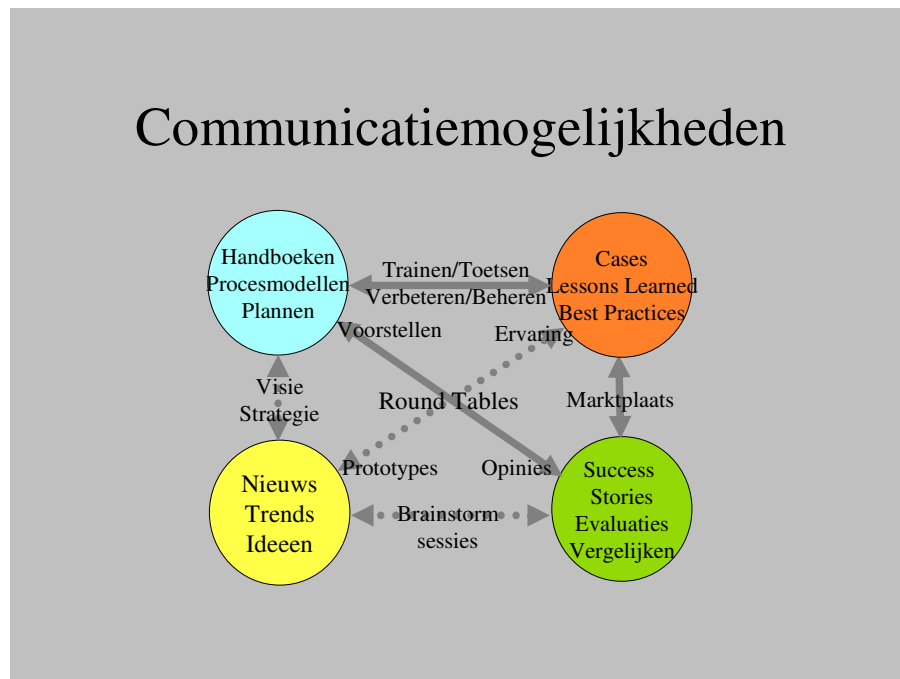 Communicatiemogelijkheden
Handboeken
Procesmodellen
Plannen
Trainen/Toetsen
Verbeteren/Beheren
Cases
Lessons Learned
Best Practices
Voorstellen
Ervaring
Visie
Strategie
Round Tables
Marktplaats
Prototypes
Opinies
Nieuws
Trends
Ideeen
Brainstorm
sessies
Success
Stories
Evaluaties
Vergelijken